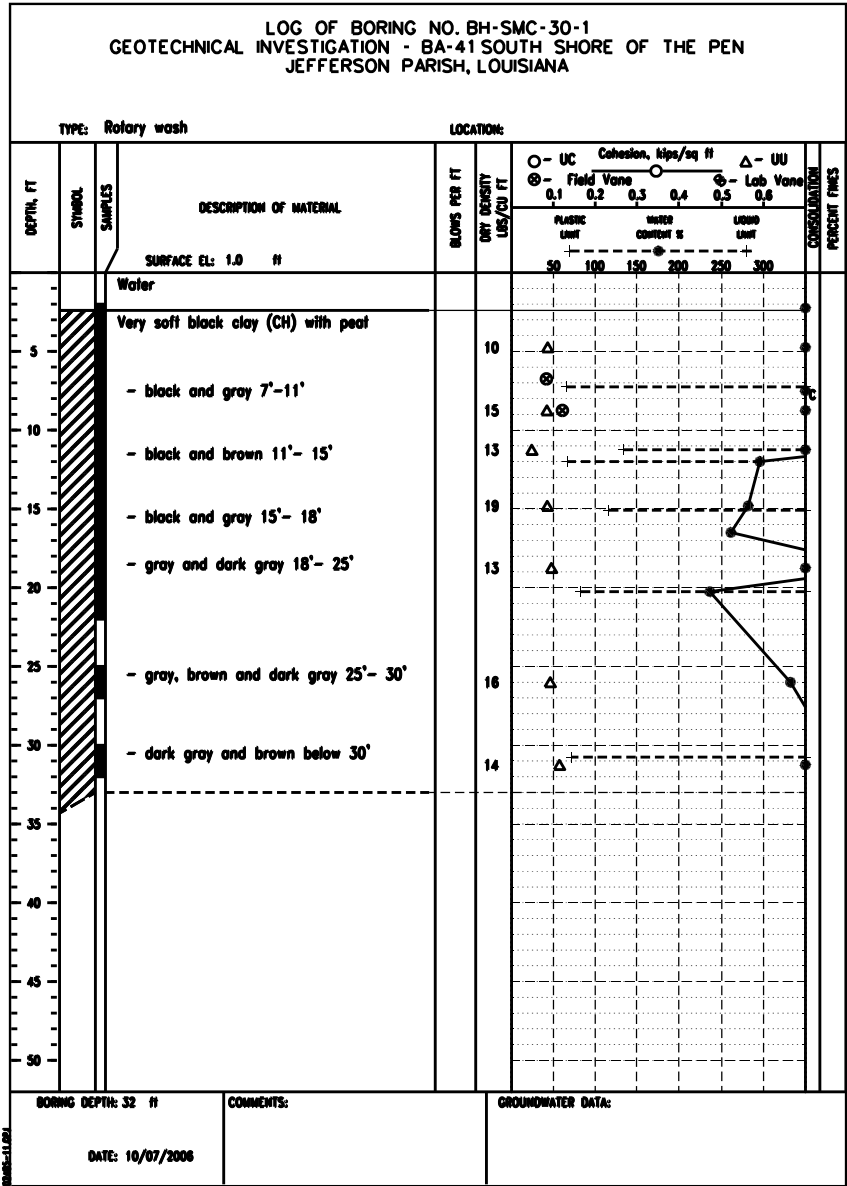 LOG OF BORING NO. BH-SMC-30-1
GEOTECHNICAL INVESTIGATION - BA-41 SOUTH SHORE OF THE PEN
JEFFERSON PARISH, LOUISIANA
TYPE: Rotary wash
LOCATION:
DEPTH, FT
SYMBOL
SAMPLES
DESCRIPTION OF MATERIAL
SURFACE EL: 1.0 ft
BLOWS PER FT
DRY DENSITY
LBS/CU FT
- UC
Cohesion, kips/sq ft
- UU
- Field Vane
- Lab Vane
0.1 0.2 0.3 0.4 0.5 0.6
PLASTIC
LIMIT
WATER
CONTENT %
LIQUID
LIMIT
50 100 150 200 250 300
CONSOLIDATION
PERCENT FINES
Water
Very soft black clay (CH) with peat
5
10
- black and gray 7'-11'
C
15
10
- black and brown 11'- 15'
13
15
19
- black and gray 15'- 18'
- gray and dark gray 18'- 25'
13
20
25
- gray, brown and dark gray 25'- 30'
16
30
- dark gray and brown below 30'
14
35
40
45
50
BORING DEPTH: 32 ft
DATE: 10/07/2006
COMMENTS:
GROUNDWATER DATA: